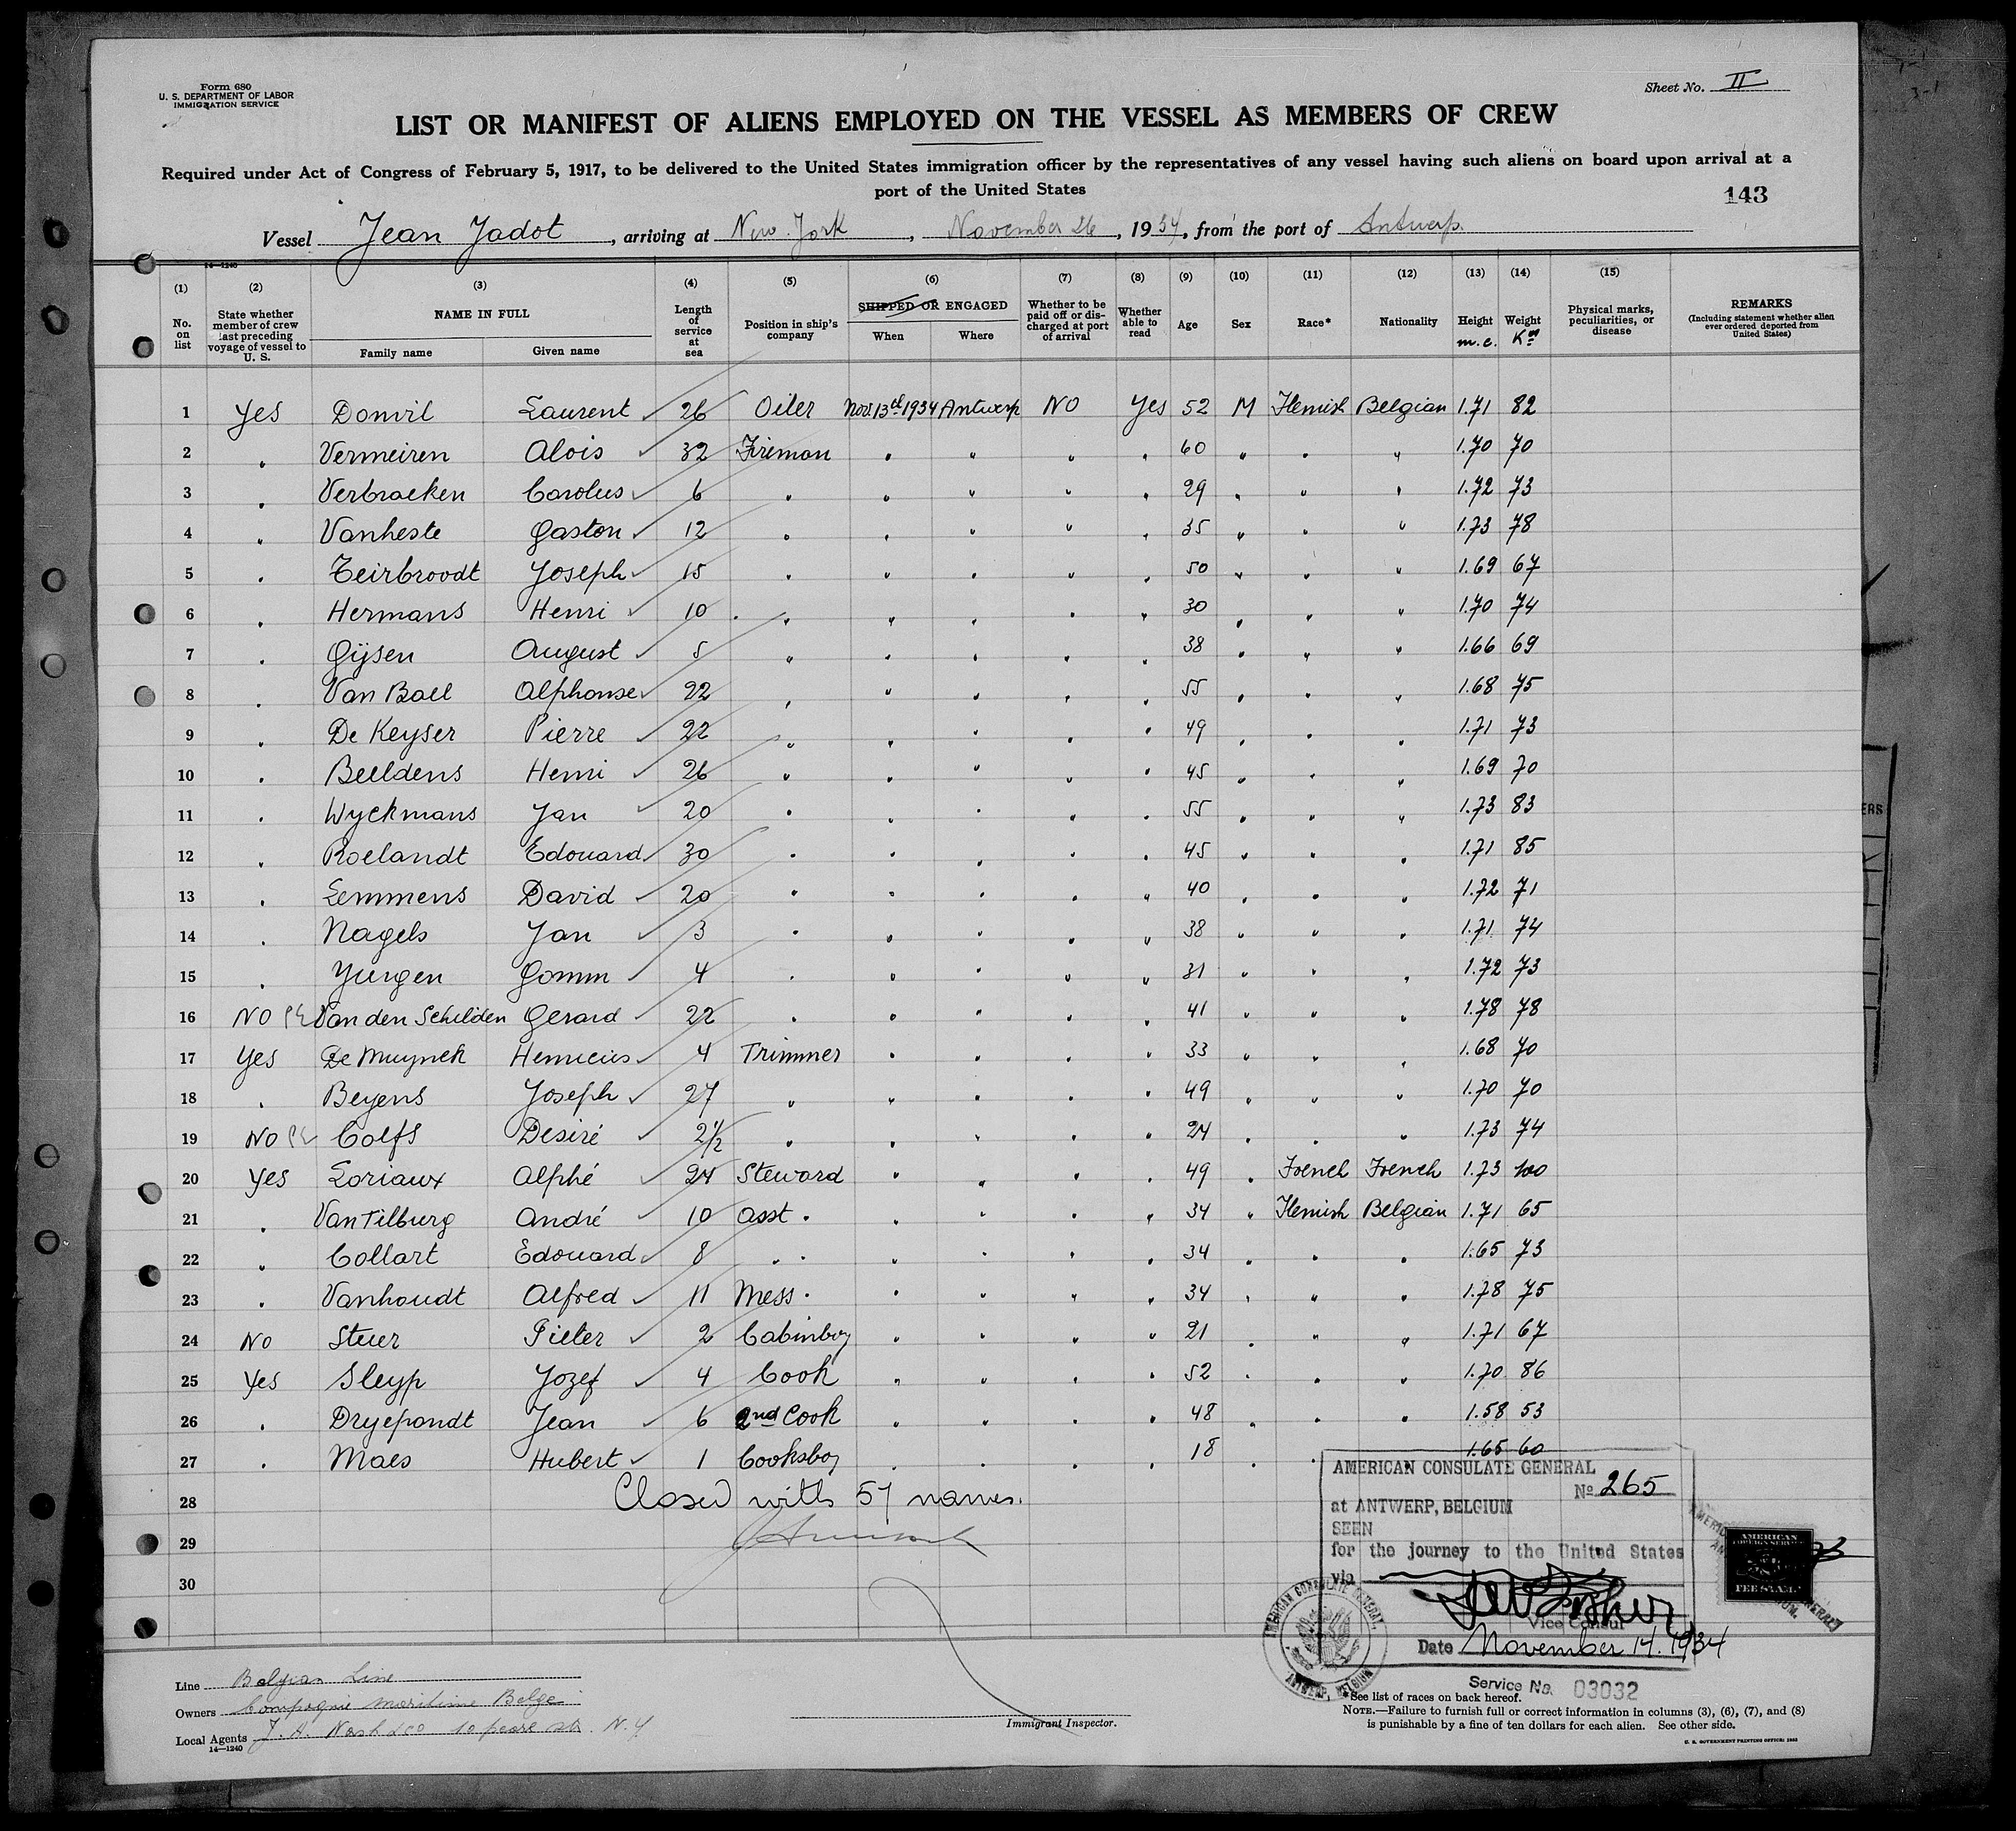 Form 680
U. S. DEPARTMENT OF LABOR
IMMIGRATION SERVICE
Sheet No. II
LIST OR MANIFEST OF ALIENS EMPLOYED ON THE VESSEL AS MEMBERS OF CREW
Required under Act of Congress of February 5, 1917, to be delivered to the United States immigration officer by the representatives of any vessel having such aliens on board upon arrival at a
port of the United States
143
Vessel Jean Jadot, arriving at New York, November 26, 1934, from the port of Antwerp.
14—1240
(1) (2) (3) (4) (5) (6) (7) (8) (9) (10) (11) (12) (13) (14) (15)
No. on list
State whether member of crew last preceding voyage of vessel to U. S.
NAME IN FULL
Family name Given name
Length of service at sea
Position in ship's company
SHIPPED OR ENGAGED
When Where
Whether to be paid off or discharged at port of arrival
Whether able to read
Age Sex Race* Nationality
Height m.c. Weight Kgs
Physical marks, peculiarities, or disease
REMARKS
(Including statement whether alien ever ordered deported from United States)
1 Yes Donvil Laurent 26 Oiler Nov. 13th 1934 Antwerp NO Yes 52 M Flemish Belgian 1.71 82
2 " Vermeiren Alois 32 Fireman " " " " 60 " " " 1.70 70
3 " Verbraeken Carolus 6 " " " " " 29 " " " 1.72 73
4 " Vanheste Gaston 12 " " " " " 35 " " " 1.73 78
5 " Teirbroodt Joseph 15 " " " " " 50 " " " 1.69 67
6 " Hermans Henri 10 " " " " " 30 " " " 1.70 74
7 " Gijsen August 5 " " " " " 38 " " " 1.66 69
8 " Van Bael Alphonse 22 " " " " " 55 " " " 1.68 75
9 " De Keyser Pierre 22 " " " " " 49 " " " 1.71 73
10 " Beeldens Henri 26 " " " " " 45 " " " 1.69 70
11 " Wyckmans Jan 20 " " " " " 55 " " " 1.73 83
12 " Roelandt Edouard 30 " " " " " 45 " " " 1.71 85
13 " Lemmens David 20 " " " " " 40 " " " 1.72 71
14 " Nagels Jan 3 " " " " " 38 " " " 1.71 74
15 " Yurgen Gomm 4 " " " " " 31 " " " 1.72 73
16 NO Van den Schilden Gerard 22 " " " " " 41 " " " 1.78 78
17 Yes De Muynck Henricus 4 Trimmer " " " " 33 " " " 1.68 70
18 " Beyens Joseph 27 " " " " " 49 " " " 1.70 70
19 NO Colfs Desiré 2½ " " " " " 24 " " " 1.73 74
20 Yes Loriaux Alphé 24 Steward " " " " 49 " French French 1.73 100
21 " Van Tilburg André 10 Asst. " " " " 34 " Flemish Belgian 1.71 65
22 " Collart Edouard 8 " " " " " " 34 " " " 1.65 73
23 " Vanhoudt Alfred 11 Mess. " " " " 34 " " " 1.78 75
24 NO Steer Pieter 2 Cabinboy " " " " 21 " " " 1.71 67
25 Yes Sleyp Jozef 4 Cook " " " " 52 " " " 1.70 86
26 " Dryepondt Jean 6 2nd Cook " " " " 48 " " " 1.58 53
27 " Maes Hubert 1 Cooksboy " " " " 18 " " 1.65 60
28 Closed with 57 names.
29
30
AMERICAN CONSULATE GENERAL
No 265
at ANTWERP, BELGIUM
SEEN
for the journey to the United States
via
Vice Consul
Date November 14. 1934
AMERICAN CONSULATE GENERAL
ANTWERP, BELGIUM
AMERICAN
FOREIGN SERVICE
FEE STAMP
Service No. 03032
Line Belgian Line
Owners Compagnie Maritime Belge
Local Agents
14—1240
Immigrant Inspector.
*See list of races on back hereof.
NOTE.—Failure to furnish full or correct information in columns (3), (6), (7), and (8)
is punishable by a fine of ten dollars for each alien. See other side.
U. S. GOVERNMENT PRINTING OFFICE: 1932